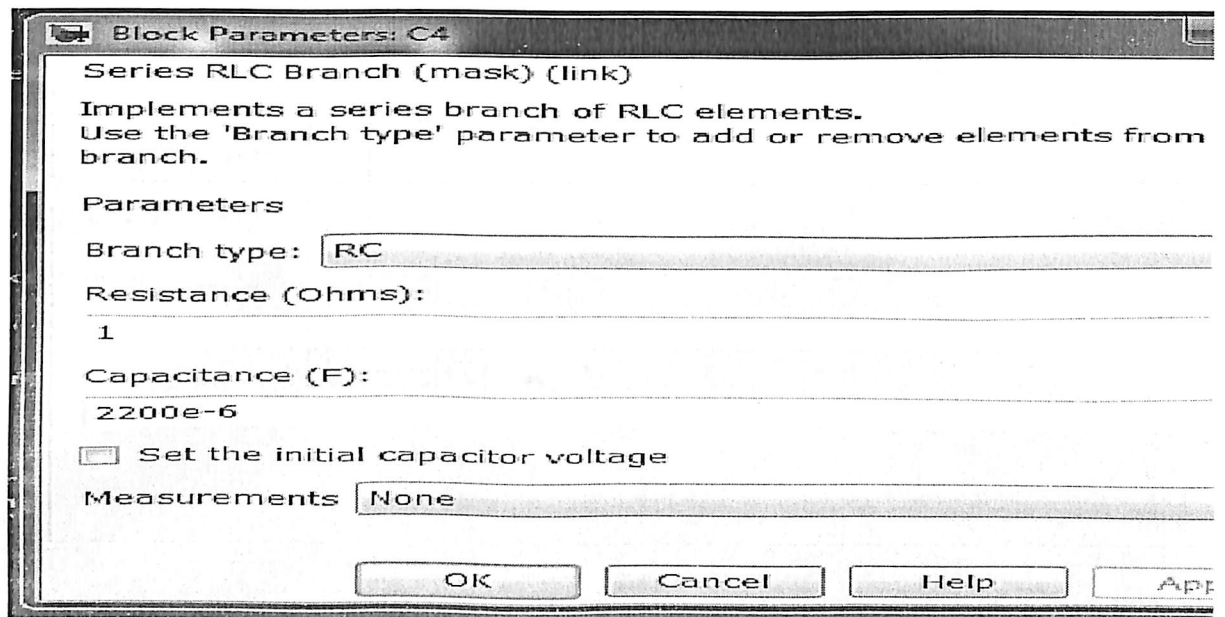 Block Parameters: C4
Series RLC Branch (mask) (link)
Implements a series branch of RLC elements.
Use the 'Branch type' parameter to add or remove elements from
branch.
Parameters
Branch type: RC
Resistance (Ohms):
1
Capacitance (F):
2200e-6
Set the initial capacitor voltage
Measurements None
OK Cancel Help App